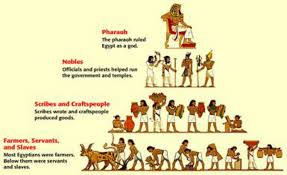 Pharaoh
The pharaoh ruled
Egypt as a god.
Nobles
Officials and priests helped run
the government and temples.
Scribes and Craftspeople
Scribes wrote and craftspeople
produced goods.
Farmers, Servants,
and Slaves
Most Egyptians were farmers.
Below them were servants
and slaves.